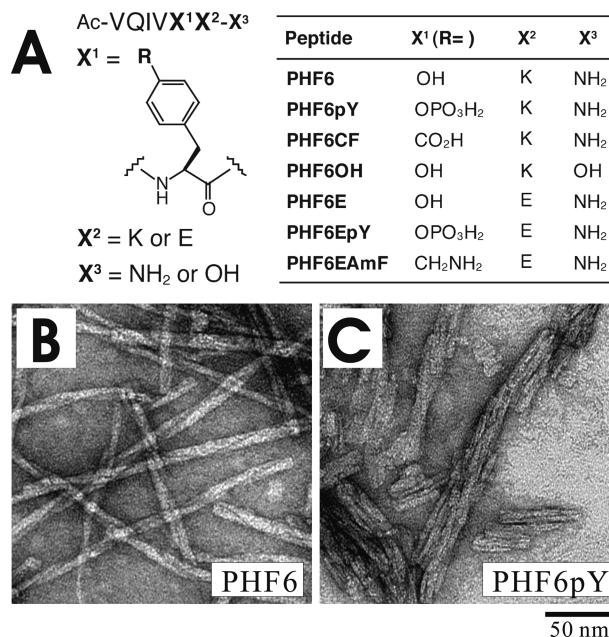 A
Ac-VQIVX¹X²-X³
X¹ =
R
N
H
O
X² = K or E
X³ = NH₂ or OH
Peptide X¹ (R= ) X² X³
PHF6 OH K NH₂
PHF6pY OPO₃H₂ K NH₂
PHF6CF CO₂H K NH₂
PHF6OH OH K OH
PHF6E OH E NH₂
PHF6EpY OPO₃H₂ E NH₂
PHF6EAmF CH₂NH₂ E NH₂
B
PHF6
C
PHF6pY
50 nm